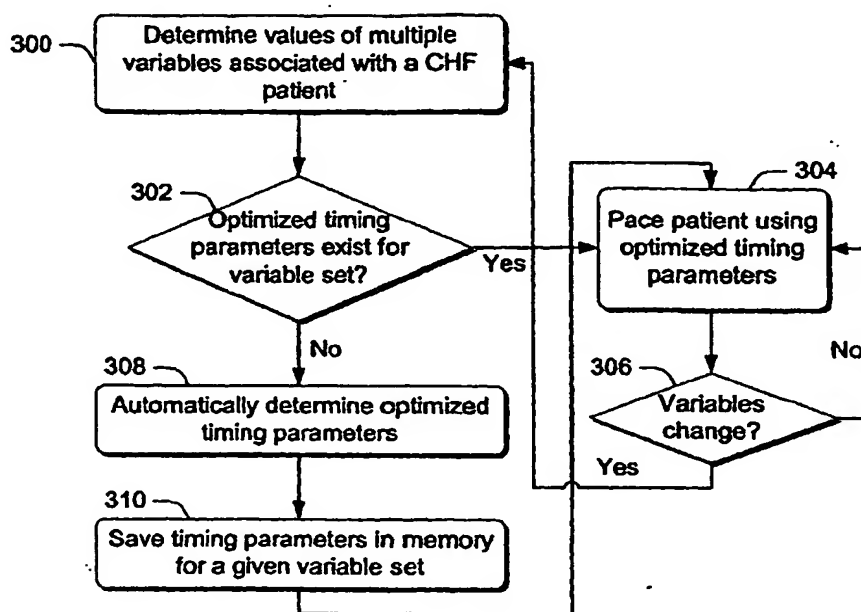 300
Determine values of multiple
variables associated with a CHF
patient
302
Optimized
timing
parameters exist for
variable set?
Yes
No
304
Pace patient using
optimized timing
parameters
306
Variables
change?
No
Yes
308
Automatically determine optimized
timing parameters
310
Save timing parameters in memory
for a given variable set